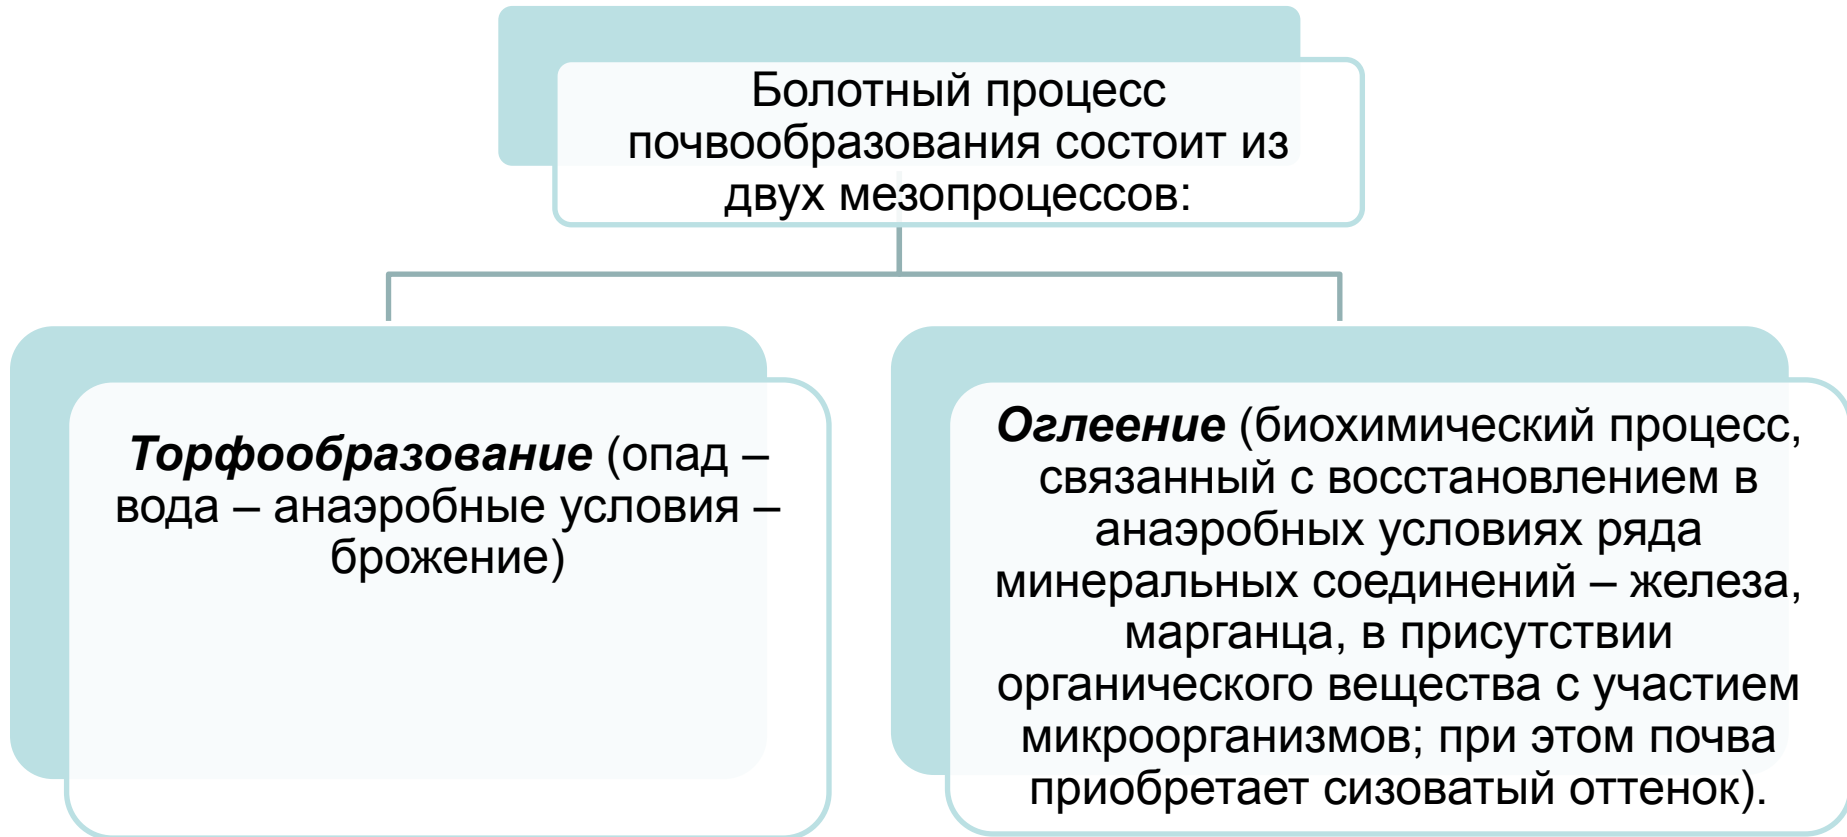 Болотный процесс
почвообразования состоит из
двух мезопроцессов:
Торфообразование (опад –
вода – анаэробные условия –
брожение)
Оглеение (биохимический процесс,
связанный с восстановлением в
анаэробных условиях ряда
минеральных соединений – железа,
марганца, в присутствии
органического вещества с участием
микроорганизмов; при этом почва
приобретает сизоватый оттенок).